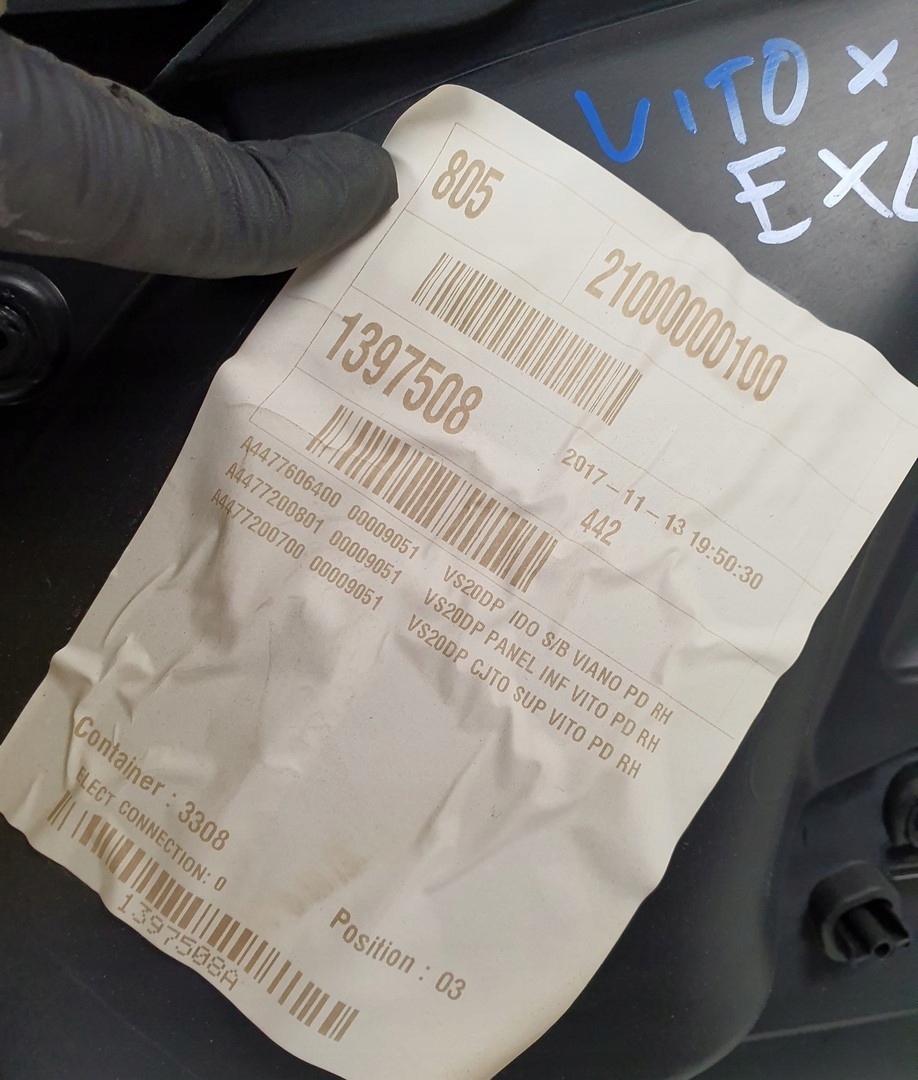 VITO X
EXL
805
2100000100
1397508
2017-11-13 19:50:30
442
A4477606400 00009051 VS20DP IDO S/B VIANO PD RH
A4477200801 00009051 VS20DP PANEL INF VITO PD RH
A4477200700 00009051 VS20DP CJTO SUP VITO PD RH
Container : 3308
ELECT CONNECTION: 0
Position : 03
1397508A